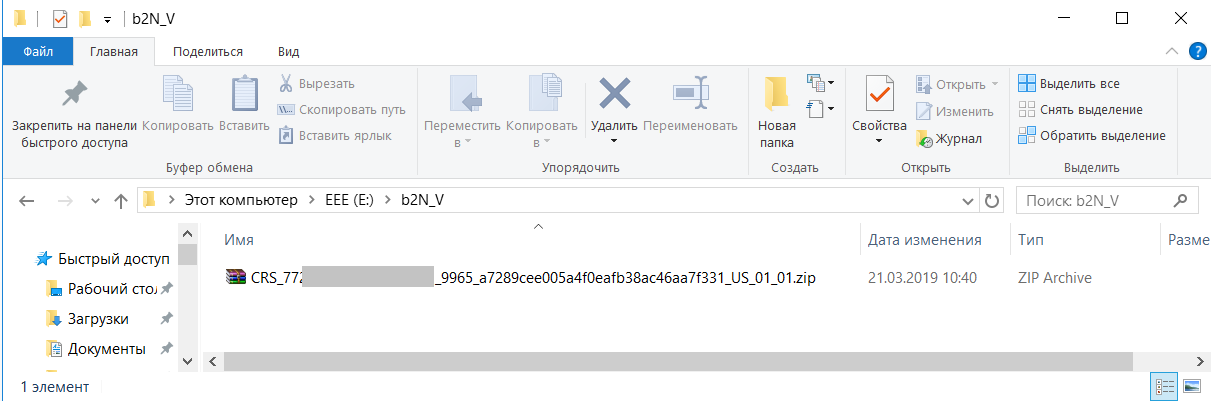 b2N_V
Файл Главная Поделиться Вид
Закрепить на панели быстрого доступа
Копировать
Вставить
Вырезать
Скопировать путь
Вставить ярлык
Буфер обмена
Переместить в
Копировать в
Удалить
Переименовать
Упорядочить
Новая папка
Создать
Свойства
Открыть
Изменить
Журнал
Открыть
Выделить все
Снять выделение
Обратить выделение
Выделить
Этот компьютер EEE (E:) b2N_V
Поиск: b2N_V
Имя Дата изменения Тип Разме
Быстрый доступ
Рабочий стол
Загрузки
Документы
CRS_772 _9965_a7289cee005a4f0eafb38ac46aa7f331_US_01_01.zip 21.03.2019 10:40 ZIP Archive
1 элемент